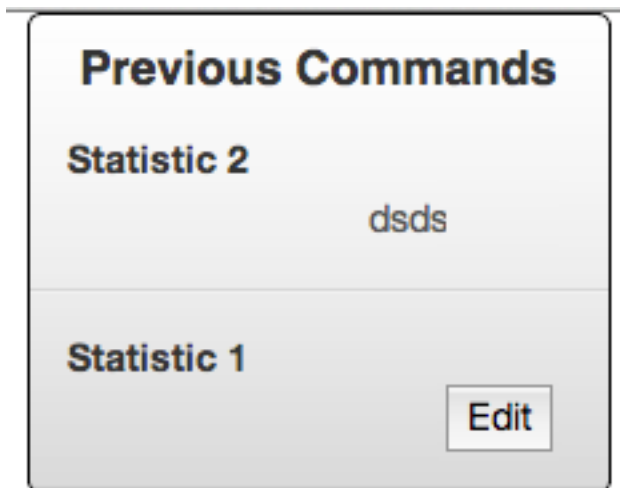 Previous Commands
Statistic 2
dsds
Statistic 1
Edit